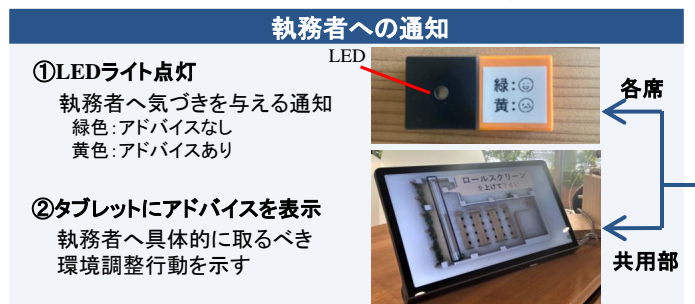 執務者への通知
①LEDライト点灯
執務者へ気づきを与える通知
緑色：アドバイスなし
黄色：アドバイスあり
②タブレットにアドバイスを表示
執務者へ具体的に取るべき
環境調整行動を示す
LED
緑：
黄：
各席
ロールスクリーン
を上げて下さい
共用部